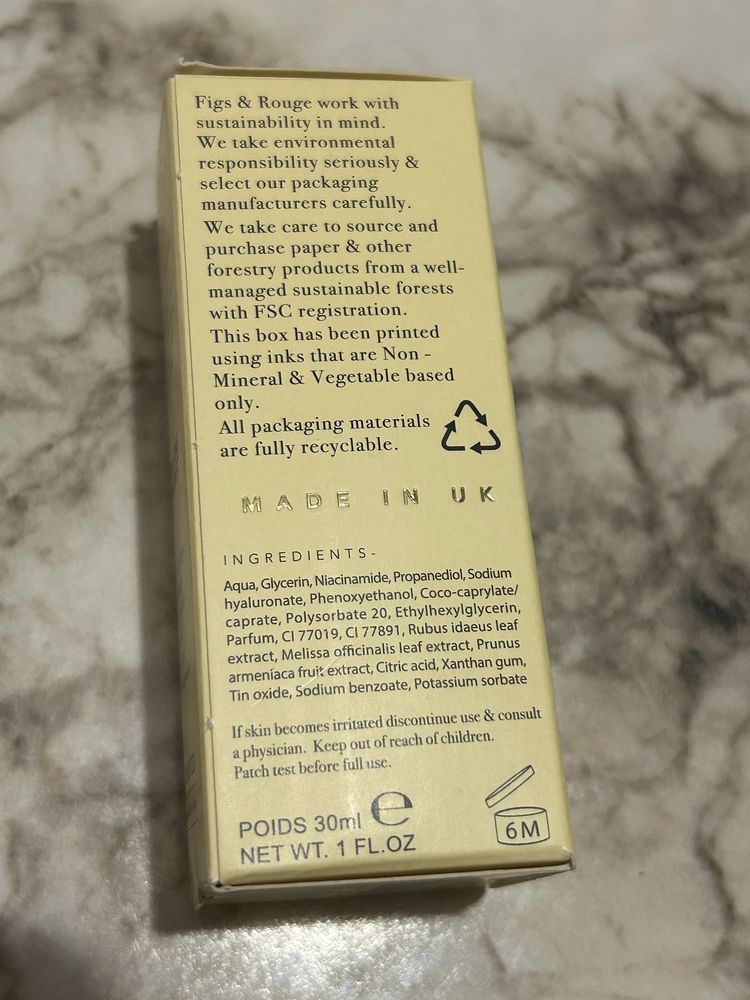 Figs & Rouge work with
sustainability in mind.
We take environmental
responsibility seriously &
select our packaging
manufacturers carefully.
We take care to source and
purchase paper & other
forestry products from a well-
managed sustainable forests
with FSC registration.
This box has been printed
using inks that are Non -
Mineral & Vegetable based
only.
All packaging materials
are fully recyclable.
MADE IN UK
INGREDIENTS-
Aqua, Glycerin, Niacinamide, Propanediol, Sodium
hyaluronate, Phenoxyethanol, Coco-caprylate/
caprate, Polysorbate 20, Ethylhexylglycerin,
Parfum, CI 77019, CI 77891, Rubus idaeus leaf
extract, Melissa officinalis leaf extract, Prunus
armeníaca fruit extract, Citric acid, Xanthan gum,
Tin oxide, Sodium benzoate, Potassium sorbate
If skin becomes irritated discontinue use & consult
a physician. Keep out of reach of children.
Patch test before full use.
POIDS 30ml e
NET WT. 1 FL.OZ
6M